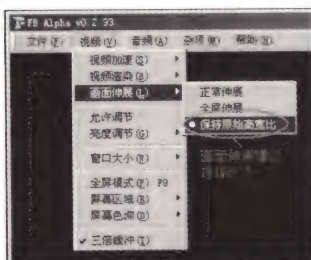 FB Alpha v0.2.93
文件(F) 视频(V) 音频(A) 杂项(M) 帮助(H)
视频加速(S)
视频渲染(B)
画面伸展(L)
正常伸展
全屏伸展
保持原始高宽比
允许调节
亮度调节(G)
窗口大小(W)
全屏模式(F) F9
屏幕区域(R)
屏幕色深(D)
三倍缓冲(T)